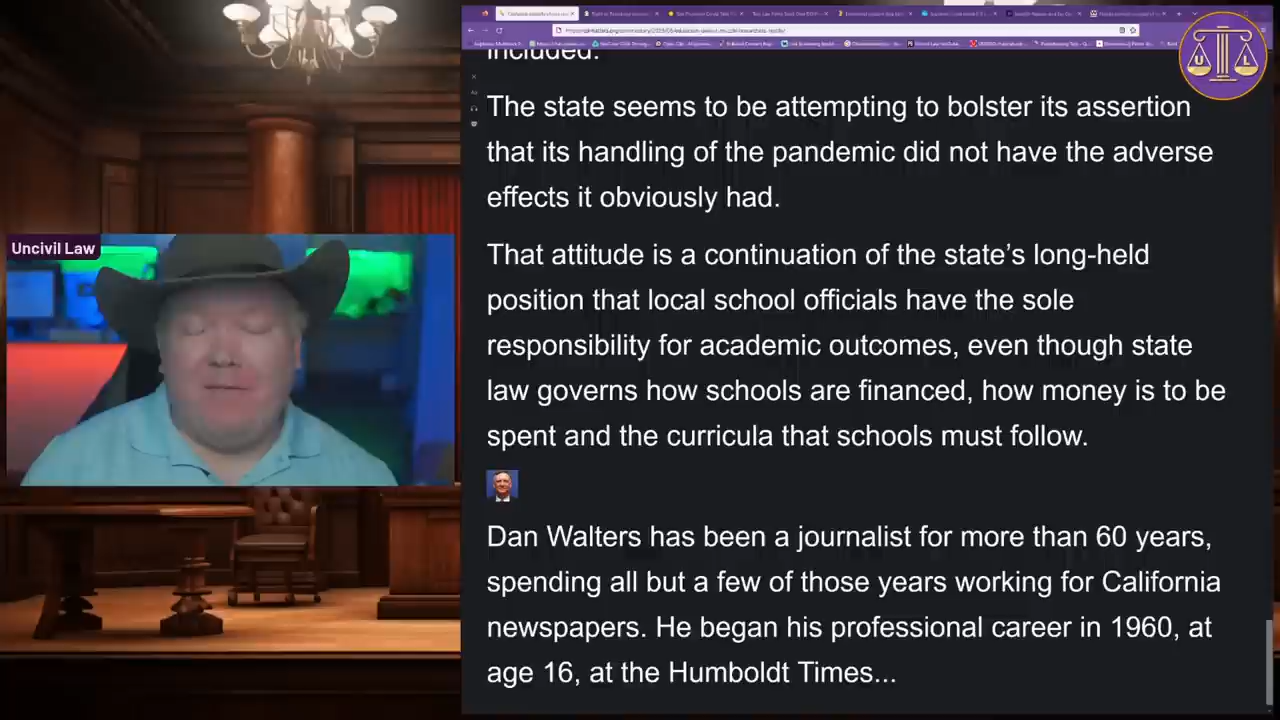 included.
The state seems to be attempting to bolster its assertion
that its handling of the pandemic did not have the adverse
effects it obviously had.
That attitude is a continuation of the state’s long-held
position that local school officials have the sole
responsibility for academic outcomes, even though state
law governs how schools are financed, how money is to be
spent and the curricula that schools must follow.
Dan Walters has been a journalist for more than 60 years,
spending all but a few of those years working for California
newspapers. He began his professional career in 1960, at
age 16, at the Humboldt Times...
Uncivil Law
U L